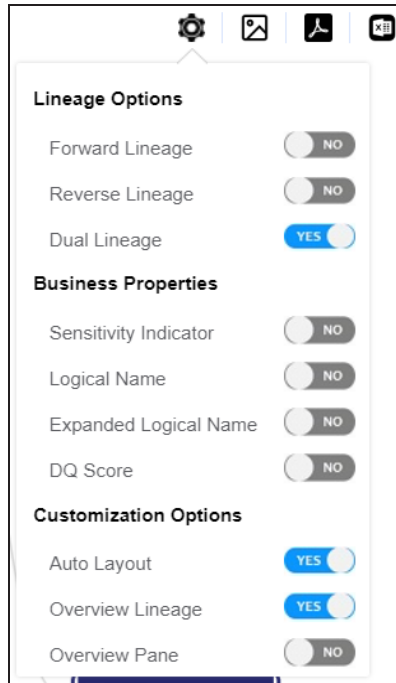 Lineage Options
Forward Lineage NO
Reverse Lineage NO
Dual Lineage YES
Business Properties
Sensitivity Indicator NO
Logical Name NO
Expanded Logical Name NO
DQ Score NO
Customization Options
Auto Layout YES
Overview Lineage YES
Overview Pane NO